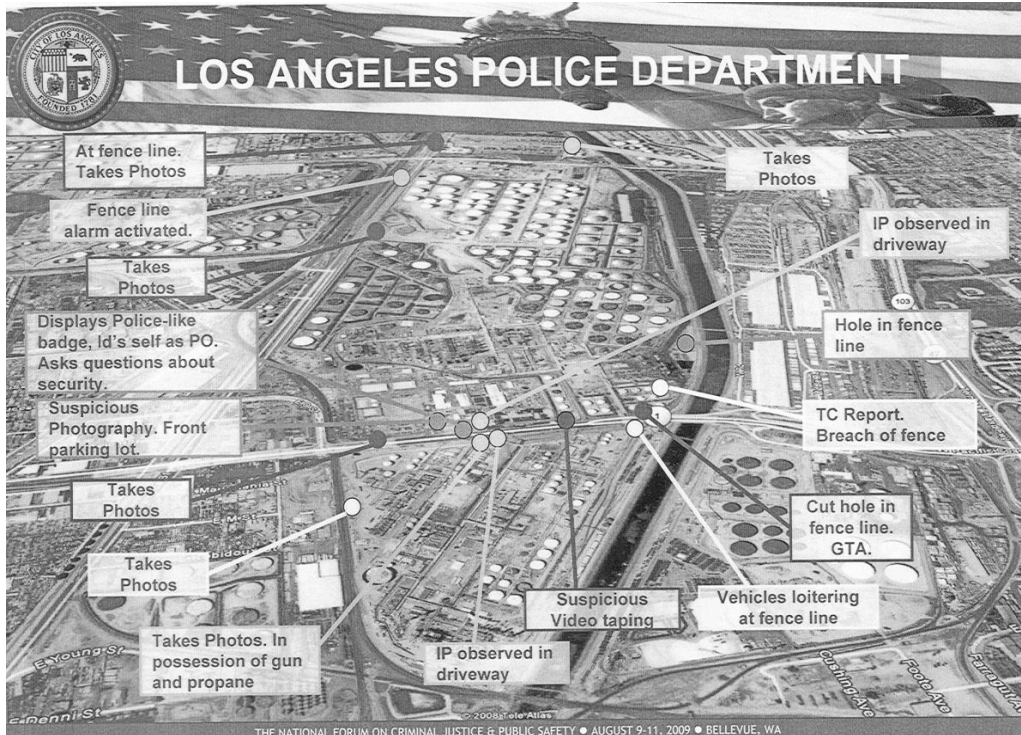 CITY OF LOS ANGELES
FOUNDED 1781
LOS ANGELES POLICE DEPARTMENT
At fence line.
Takes Photos
Takes
Photos
Fence line
alarm activated.
IP observed in
driveway
Takes
Photos
103
Displays Police-like
badge, Id's self as PO.
Asks questions about
security.
Hole in fence
line
Suspicious
Photography. Front
parking lot.
1
TC Report.
Breach of fence
Takes
Photos
Cut hole in
fence line.
GTA.
Takes
Photos
Suspicious
Video taping
Vehicles loitering
at fence line
Takes Photos. In
possession of gun
and propane
IP observed in
driveway
E Young St
E Denni St
Cushing Ave
Foote Ave
Farragut Av
© 2008 Tele Atlas
THE NATIONAL FORUM ON CRIMINAL JUSTICE & PUBLIC SAFETY ● AUGUST 9-11, 2009 ● BELLEVUE, WA